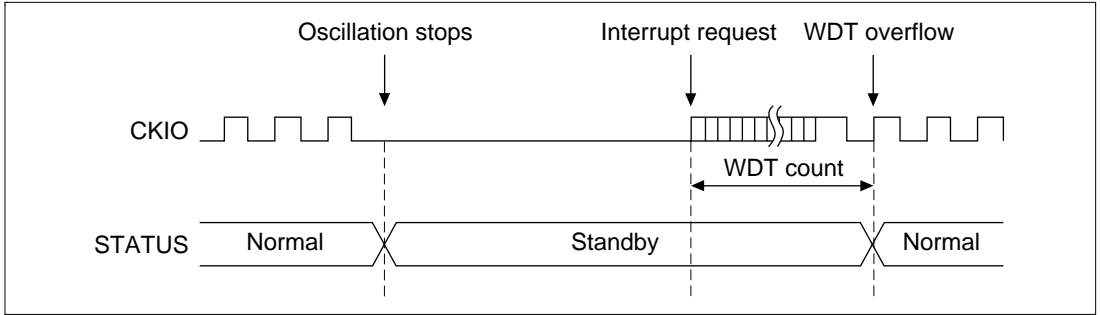 Oscillation stops Interrupt request WDT overflow
CKIO
WDT count
STATUS Normal Standby Normal